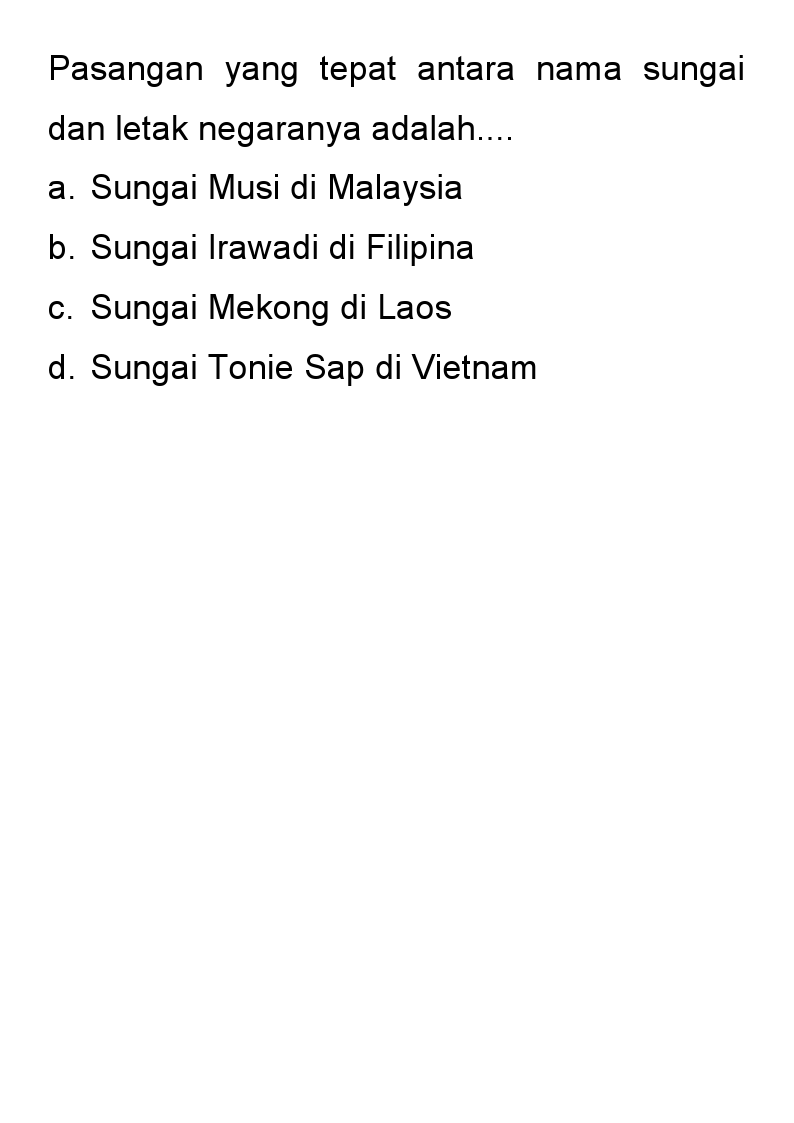 Pasangan yang tepat antara nama sungai
dan letak negaranya adalah....
a. Sungai Musi di Malaysia
b. Sungai Irawadi di Filipina
c. Sungai Mekong di Laos
d. Sungai Tonie Sap di Vietnam